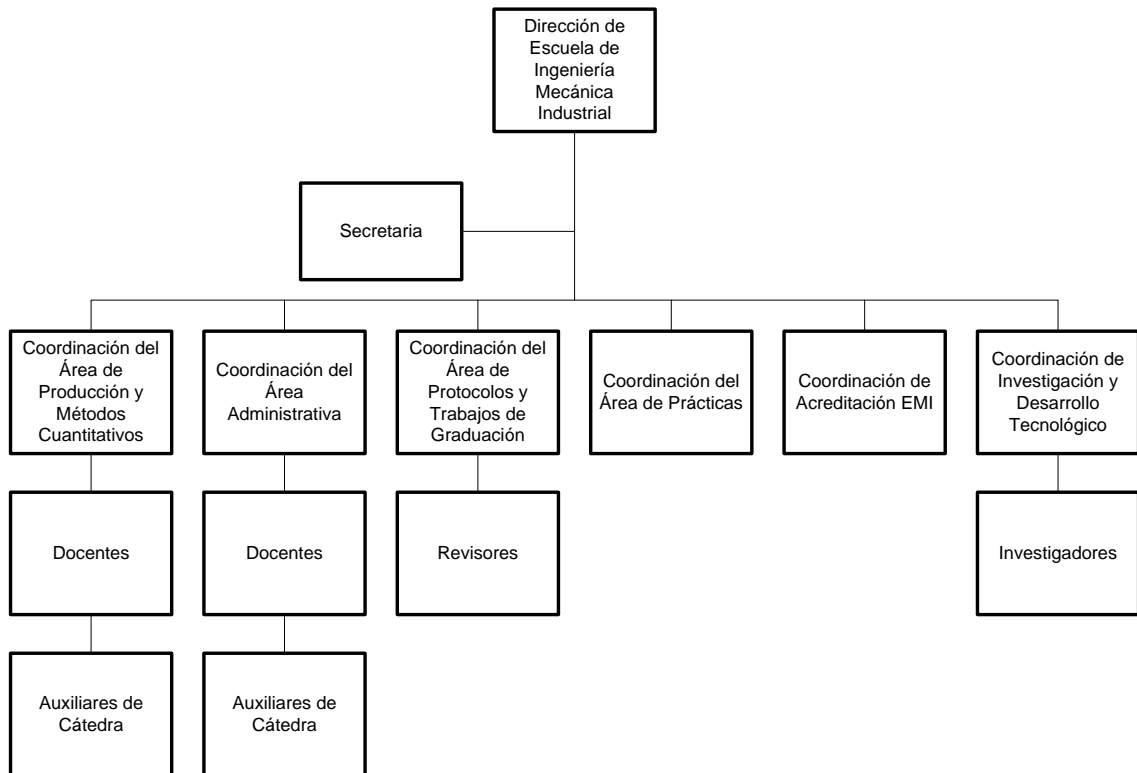 Dirección de
Escuela de
Ingeniería
Mecánica
Industrial
Secretaria
Coordinación del
Área de
Producción y
Métodos
Cuantitativos
Coordinación del
Área
Administrativa
Coordinación del
Área de
Protocolos y
Trabajos de
Graduación
Coordinación del
Área de Prácticas
Coordinación de
Acreditación EMI
Coordinación de
Investigación y
Desarrollo
Tecnológico
Docentes
Docentes
Revisores
Investigadores
Auxiliares de
Cátedra
Auxiliares de
Cátedra